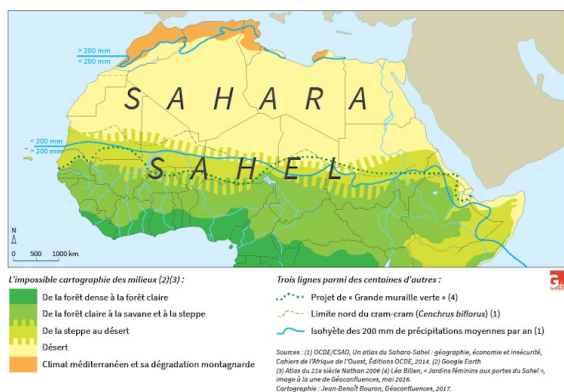 > 200 mm
< 200 mm
SAHARA
< 200 mm
> 200 mm
SAHEL
N
0 500 1000 km
L'impossible cartographie des milieux (2)(3) :
De la forêt dense à la forêt claire
De la forêt claire à la savane et à la steppe
De la steppe au désert
Désert
Climat méditerranéen et sa dégradation montagnarde
Trois lignes parmi des centaines d'autres :
Projet de « Grande muraille verte » (4)
Limite nord du cram-cram (Cenchrus biflorus) (1)
Isohyète des 200 mm de précipitations moyennes par an (1)
Sources : (1) OCDE/CSAO, Un atlas du Sahara-Sahel : géographie, économie et insécurité,
Cahiers de l'Afrique de l'Ouest, Éditions OCDE, 2014. (2) Google Earth
(3) Atlas du 21e siècle Nathan 2006 (4) Léa Billen, « Jardins féminins aux portes du Sahel »,
image à la une de Géoconfluences, mai 2016.
Cartographie : Jean-Benoît Bouron, Géoconfluences, 2017.